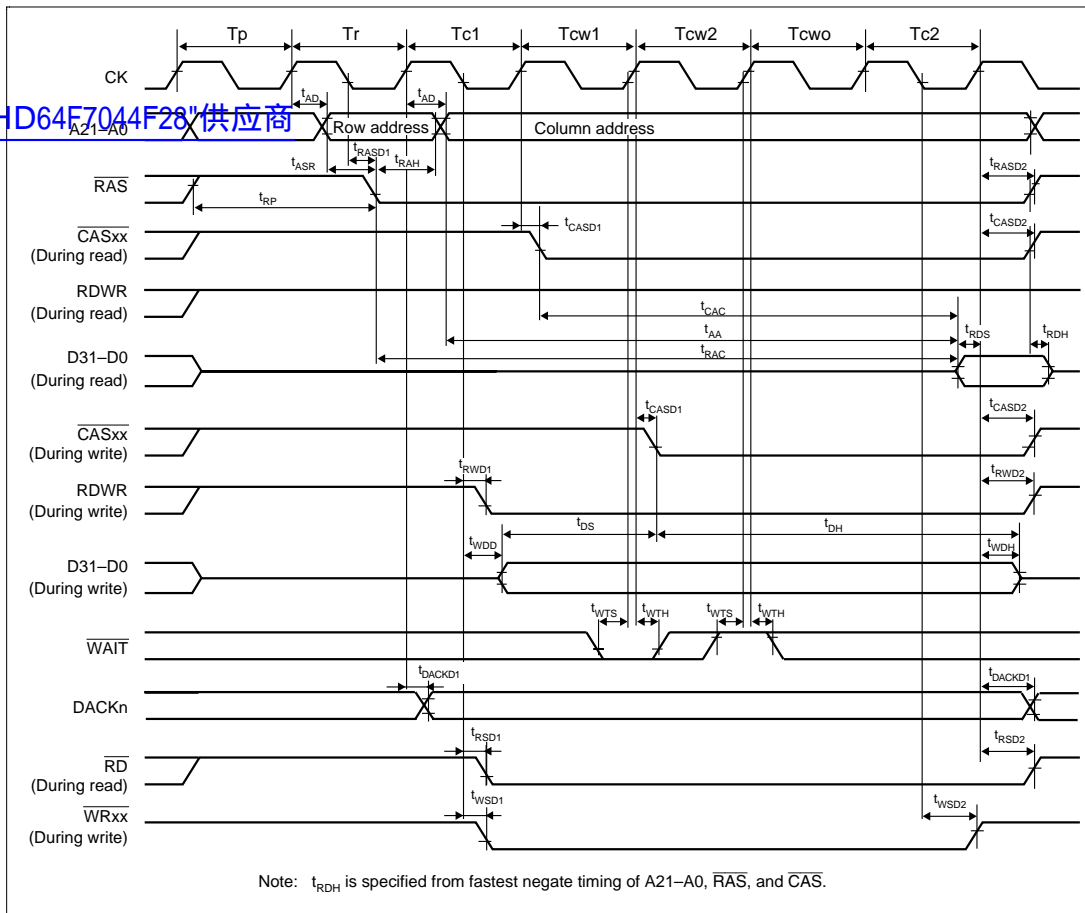 Tp Tr Tc1 Tcw1 Tcw2 Tcwo Tc2
CK
tAD tAD
HD64F7044F28"供应商
A21–A0 Row address Column address
tRASD1
tASR tRAH tRASD2
RAS
tRP
tCASD1 tCASD2
CASxx
(During read)
RDWR
(During read)
tCAC
tAA tRDS tRDH
tRAC
D31–D0
(During read)
tCASD1 tCASD2
CASxx
(During write)
tRWD1 tRWD2
RDWR
(During write)
tDS tDH
tWDD tWDH
D31–D0
(During write)
tWTS tWTH tWTS tWTH
WAIT
tDACKD1 tDACKD1
DACKn
tRSD1 tRSD2
RD
(During read)
tWSD1 tWSD2
WRxx
(During write)
Note: tRDH is specified from fastest negate timing of A21–A0, RAS, and CAS.